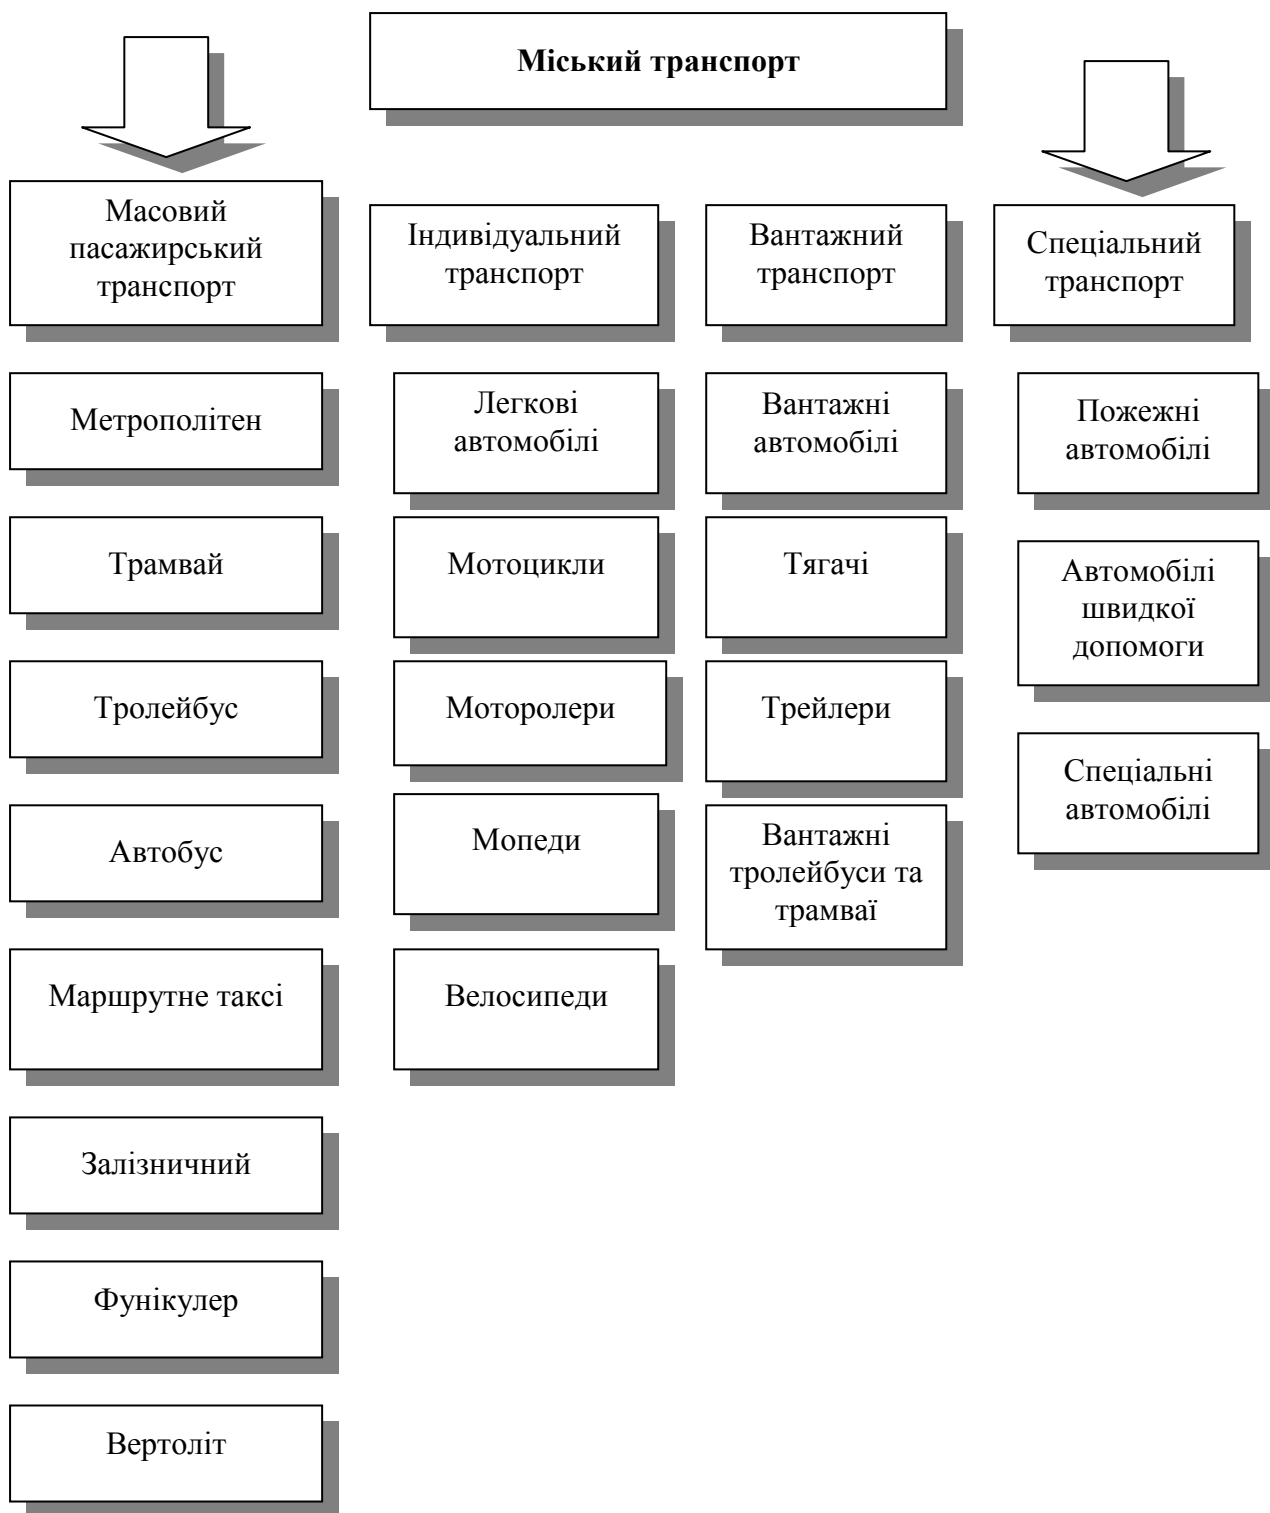 Міський транспорт
Масовий
пасажирський
транспорт
Індивідуальний
транспорт
Вантажний
транспорт
Спеціальний
транспорт
Метрополітен
Трамвай
Тролейбус
Автобус
Маршрутне таксі
Залізничний
Фунікулер
Вертоліт
Легкові
автомобілі
Мотоцикли
Моторолери
Мопеди
Велосипеди
Вантажні
автомобілі
Тягачі
Трейлери
Вантажні
тролейбуси та
трамваї
Пожежні
автомобілі
Автомобілі
швидкої
допомоги
Спеціальні
автомобілі